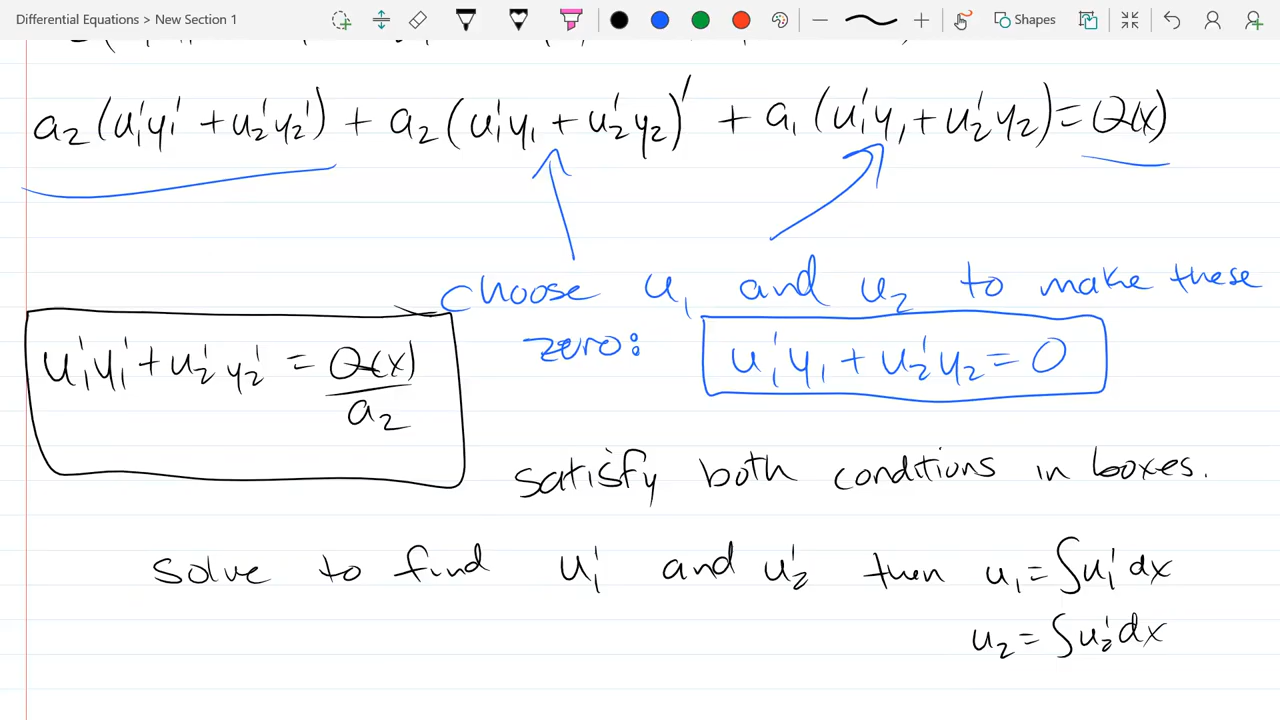 Differential Equations > New Section 1
Shapes
a₂(u₁'y₁' + u₂'y₂') + a₂(u₁'y₁ + u₂'y₂)' + a₁(u₁'y₁ + u₂'y₂) = Q(x)
choose u₁ and u₂ to make these
zero: u₁'y₁ + u₂'y₂ = 0
u₁'y₁' + u₂'y₂' = Q(x)/a₂
satisfy both conditions in boxes.
solve to find u₁' and u₂' then u₁ = ∫u₁' dx
u₂ = ∫u₂' dx